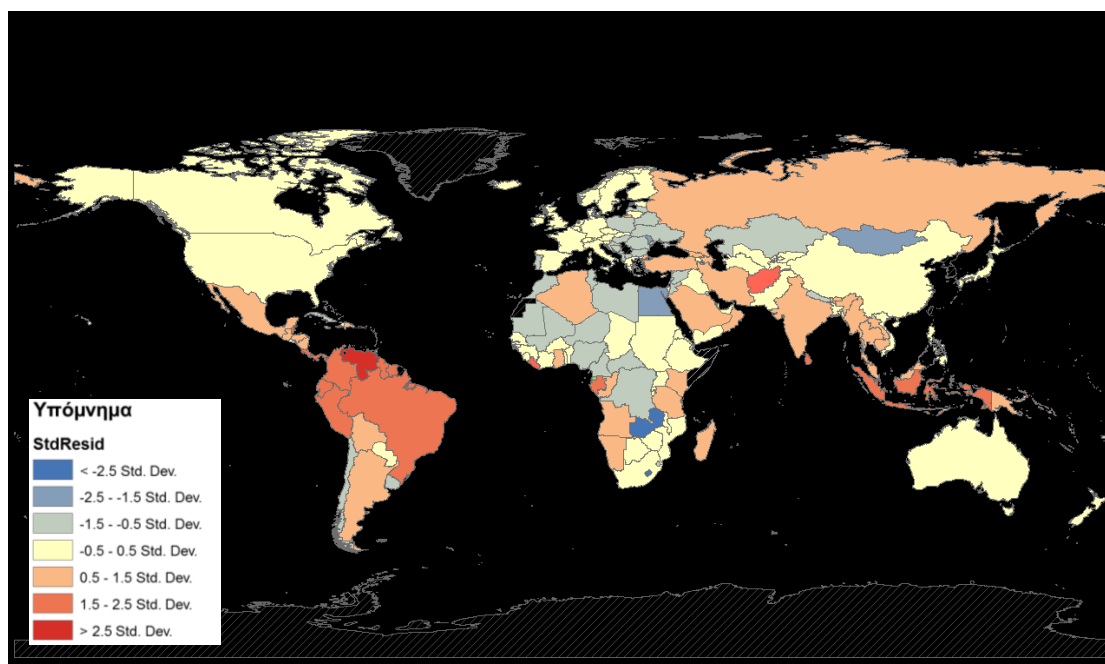 Υπόμνημα
StdResid
< -2.5 Std. Dev.
-2.5 - -1.5 Std. Dev.
-1.5 - -0.5 Std. Dev.
-0.5 - 0.5 Std. Dev.
0.5 - 1.5 Std. Dev.
1.5 - 2.5 Std. Dev.
> 2.5 Std. Dev.